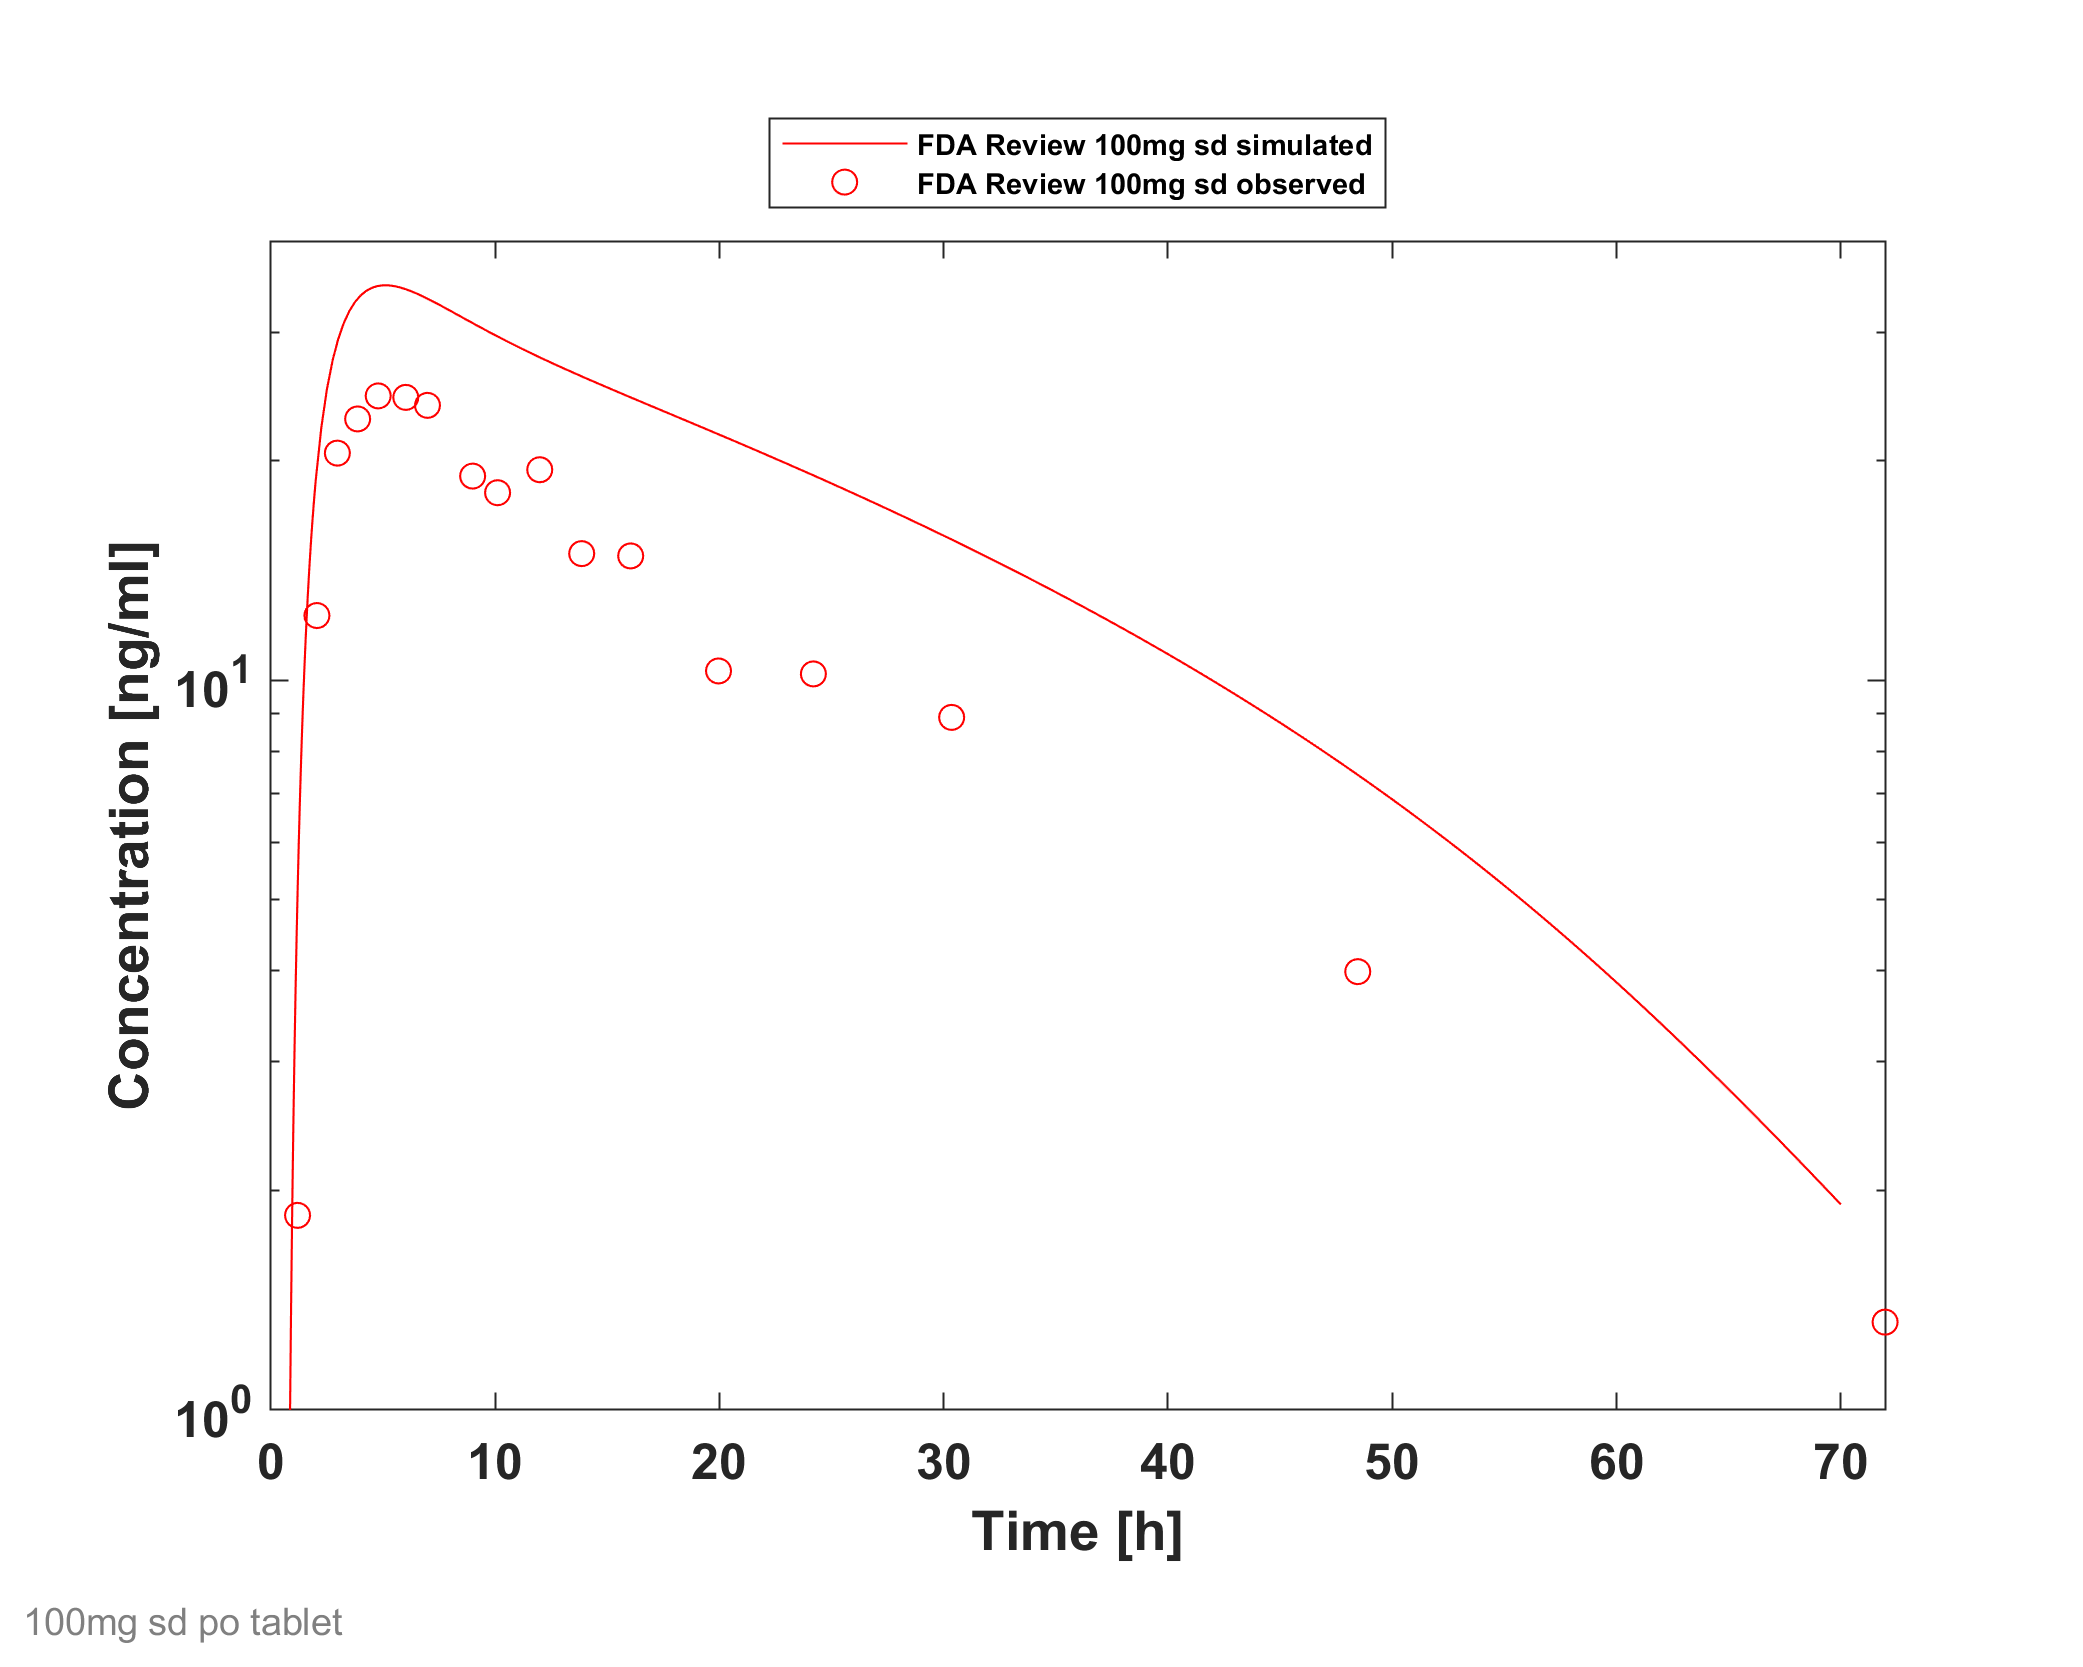 FDA Review 100mg sd simulated
FDA Review 100mg sd observed
Concentration [ng/ml]
10^1
10^0
0 10 20 30 40 50 60 70
Time [h]
100mg sd po tablet